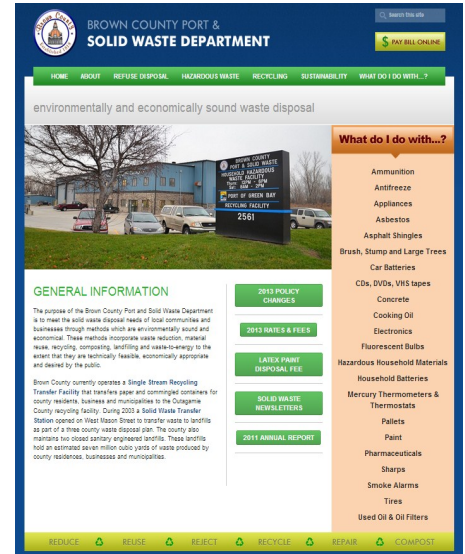 BROWN COUNTY PORT &
SOLID WASTE DEPARTMENT
Search this site
$ PAY BILL ONLINE
HOME ABOUT REFUSE DISPOSAL HAZARDOUS WASTE RECYCLING SUSTAINABILITY WHAT DO I DO WITH...?
environmentally and economically sound waste disposal
BROWN COUNTY
PORT & SOLID WASTE
HOUSEHOLD HAZARDOUS
WASTE FACILITY
PORT OF GREEN BAY
RECYCLING FACILITY
2561
GENERAL INFORMATION
The purpose of the Brown County Port and Solid Waste Department
is to meet the solid waste disposal needs of local communities and
businesses through methods which are environmentally sound and
economical. These methods incorporate waste reduction, material
reuse, recycling, composting, landfilling and waste-to-energy to the
extent that they are technically feasible, economically appropriate
and desired by the public.
Brown County currently operates a Single Stream Recycling
Transfer Facility that transfers paper and commingled containers for
county residents, business and municipalities to the Outagamie
County recycling facility. During 2003 a Solid Waste Transfer
Station opened on West Mason Street to transfer waste to landfills
as part of a three county waste disposal plan. The county also
maintains two closed sanitary engineered landfills. These landfills
hold an estimated seven million cubic yards of waste produced by
county residences, businesses and municipalities.
2013 POLICY
CHANGES
2013 RATES & FEES
LATEX PAINT
DISPOSAL FEE
SOLID WASTE
NEWSLETTERS
2011 ANNUAL REPORT
What do I do with...?
Ammunition
Antifreeze
Appliances
Asbestos
Asphalt Shingles
Brush, Stump and Large Trees
Car Batteries
CDs, DVDs, VHS tapes
Concrete
Cooking Oil
Electronics
Fluorescent Bulbs
Hazardous Household Materials
Household Batteries
Mercury Thermometers &
Thermostats
Pallets
Paint
Pharmaceuticals
Sharps
Smoke Alarms
Tires
Used Oil & Oil Filters
REDUCE REUSE REJECT RECYCLE REPAIR COMPOST